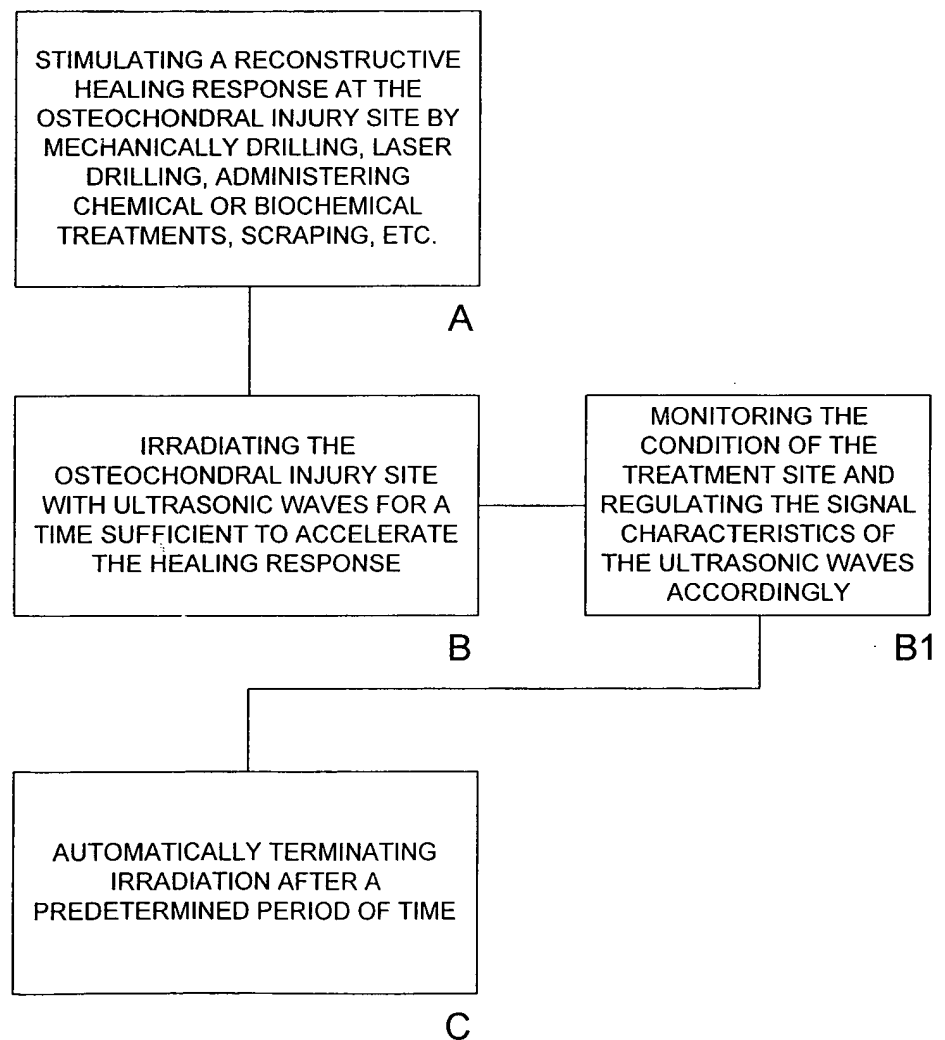 STIMULATING A RECONSTRUCTIVE
HEALING RESPONSE AT THE
OSTEOCHONDRAL INJURY SITE BY
MECHANICALLY DRILLING, LASER
DRILLING, ADMINISTERING
CHEMICAL OR BIOCHEMICAL
TREATMENTS, SCRAPING, ETC.
A
IRRADIATING THE
OSTEOCHONDRAL INJURY SITE
WITH ULTRASONIC WAVES FOR A
TIME SUFFICIENT TO ACCELERATE
THE HEALING RESPONSE
B
MONITORING THE
CONDITION OF THE
TREATMENT SITE AND
REGULATING THE SIGNAL
CHARACTERISTICS OF
THE ULTRASONIC WAVES
ACCORDINGLY
B1
AUTOMATICALLY TERMINATING
IRRADIATION AFTER A
PREDETERMINED PERIOD OF TIME
C